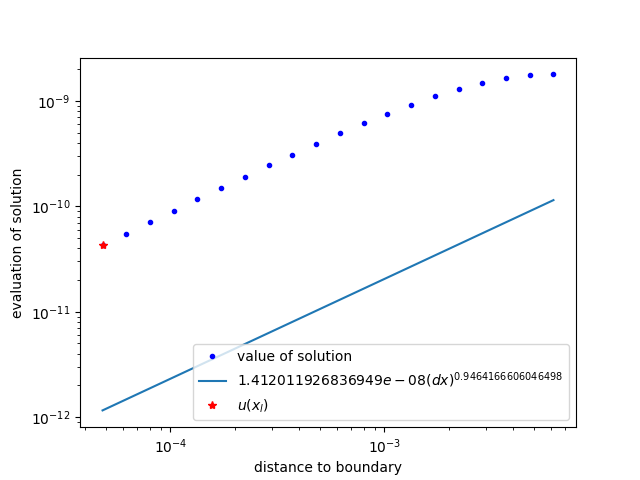 10⁻⁹
10⁻¹⁰
10⁻¹¹
10⁻¹²
evaluation of solution
value of solution
1.412011926836949e − 08(dx)^0.9464166606046498
u(x_l)
10⁻⁴ 10⁻³
distance to boundary